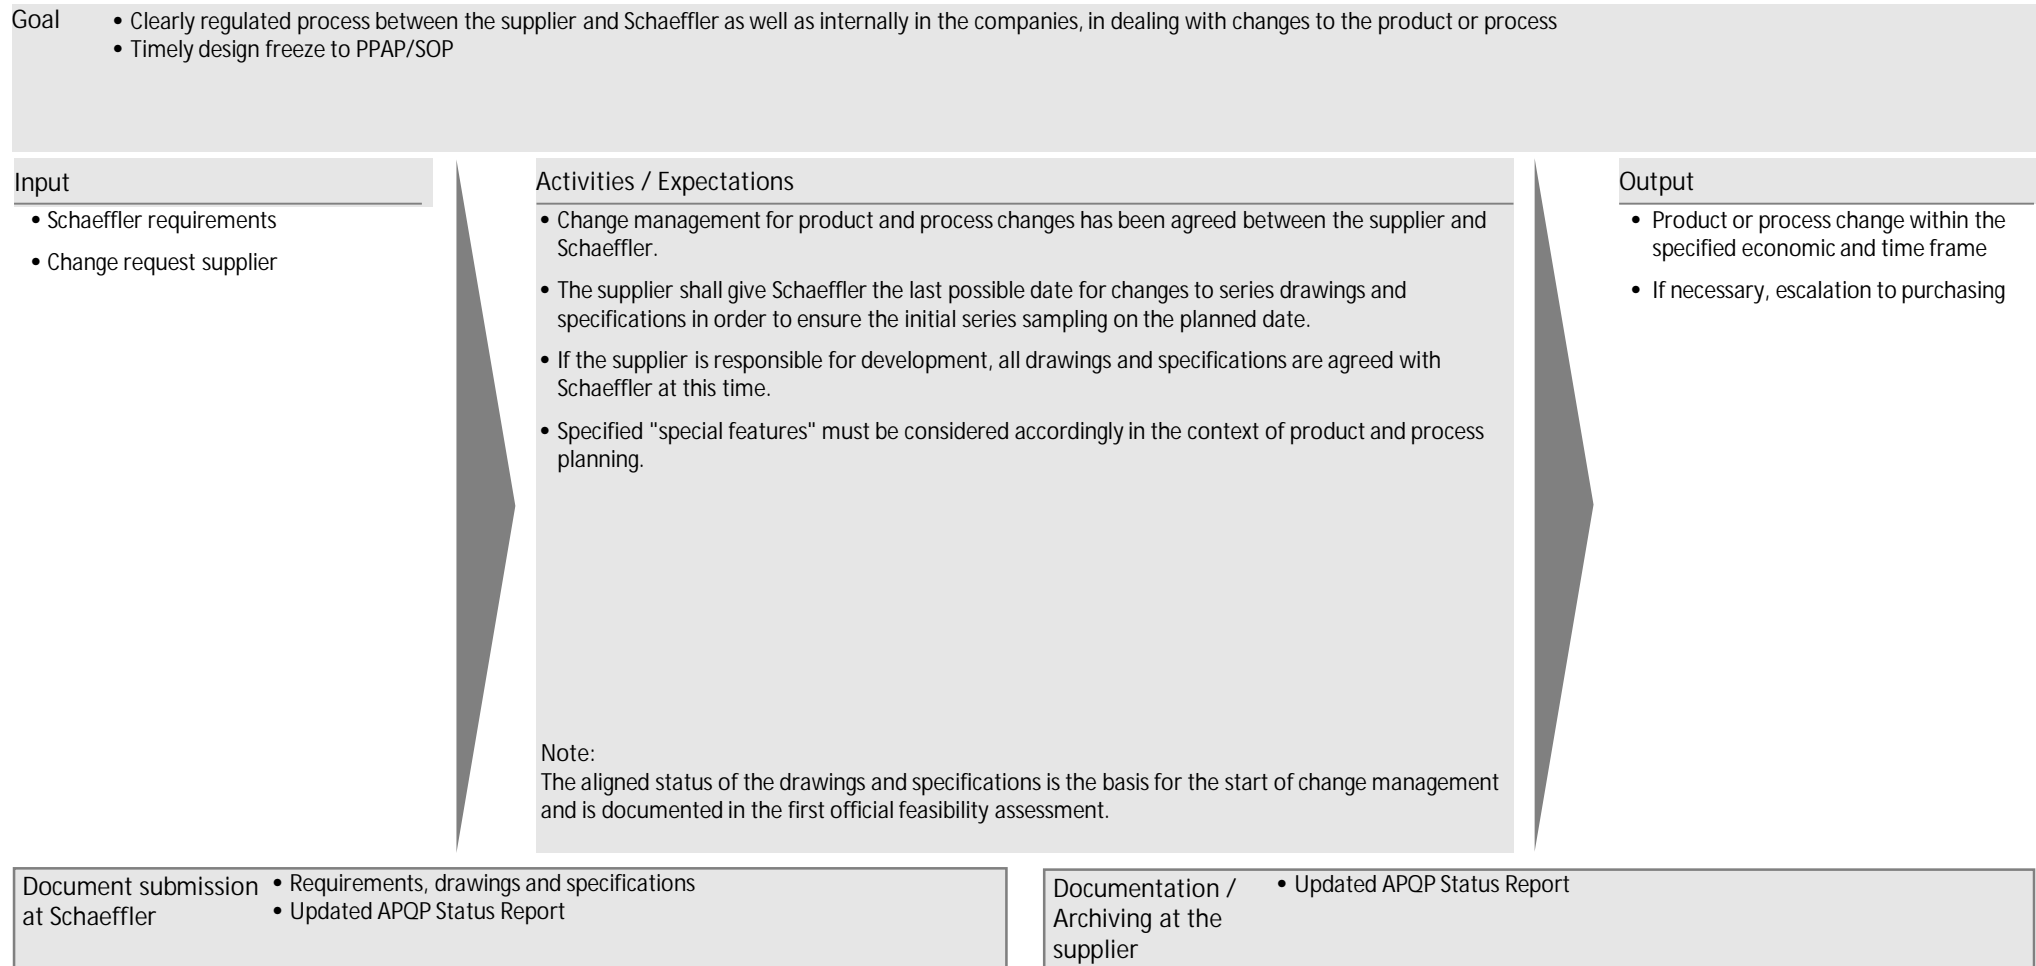 Goal
• Clearly regulated process between the supplier and Schaeffler as well as internally in the companies, in dealing with changes to the product or process
• Timely design freeze to PPAP/SOP
Input
• Schaeffler requirements
• Change request supplier
Activities / Expectations
• Change management for product and process changes has been agreed between the supplier and
Schaeffler.
• The supplier shall give Schaeffler the last possible date for changes to series drawings and
specifications in order to ensure the initial series sampling on the planned date.
• If the supplier is responsible for development, all drawings and specifications are agreed with
Schaeffler at this time.
• Specified "special features" must be considered accordingly in the context of product and process
planning.
Note:
The aligned status of the drawings and specifications is the basis for the start of change management
and is documented in the first official feasibility assessment.
Output
• Product or process change within the
specified economic and time frame
• If necessary, escalation to purchasing
Document submission
at Schaeffler
• Requirements, drawings and specifications
• Updated APQP Status Report
Documentation /
Archiving at the
supplier
• Updated APQP Status Report